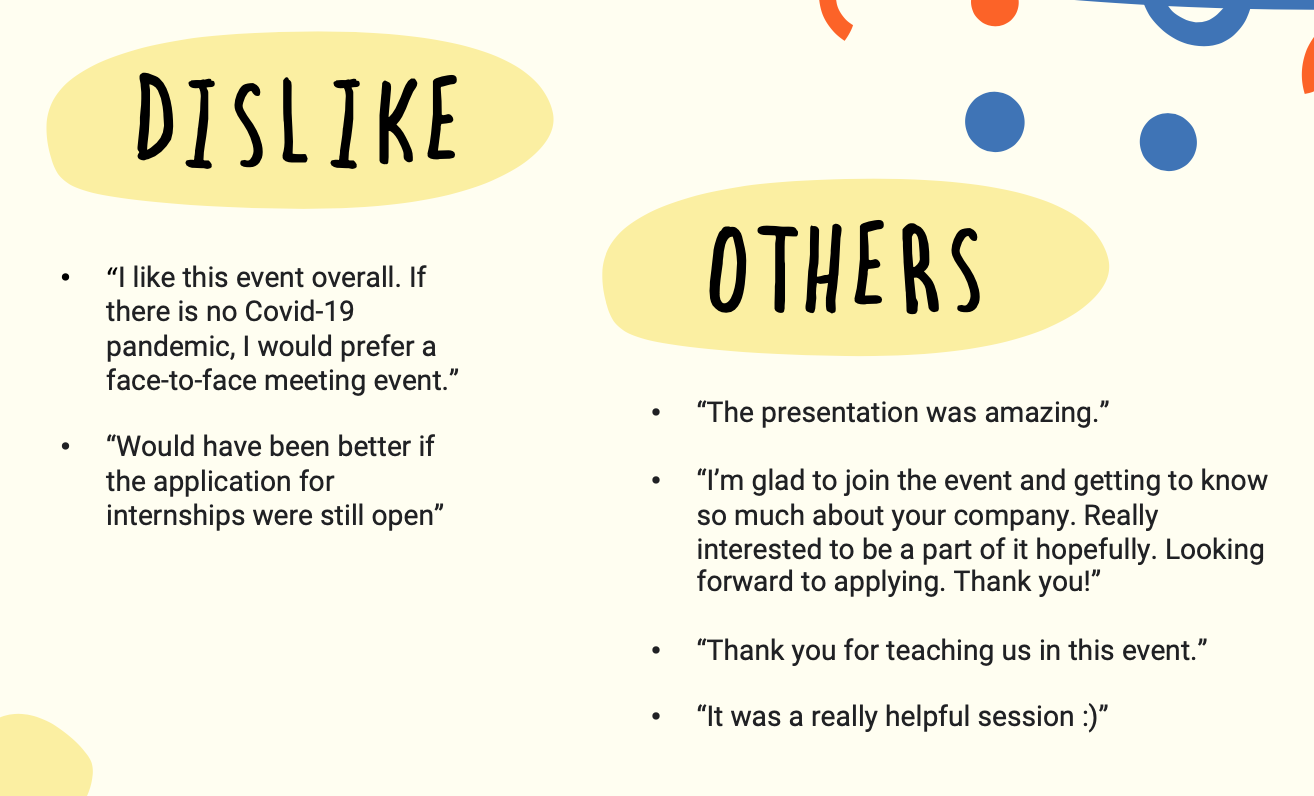 DISLIKE
• “I like this event overall. If
there is no Covid-19
pandemic, I would prefer a
face-to-face meeting event.”
• “Would have been better if
the application for
internships were still open”
OTHERS
• “The presentation was amazing.”
• “I’m glad to join the event and getting to know
so much about your company. Really
interested to be a part of it hopefully. Looking
forward to applying. Thank you!”
• “Thank you for teaching us in this event.”
• “It was a really helpful session :)”